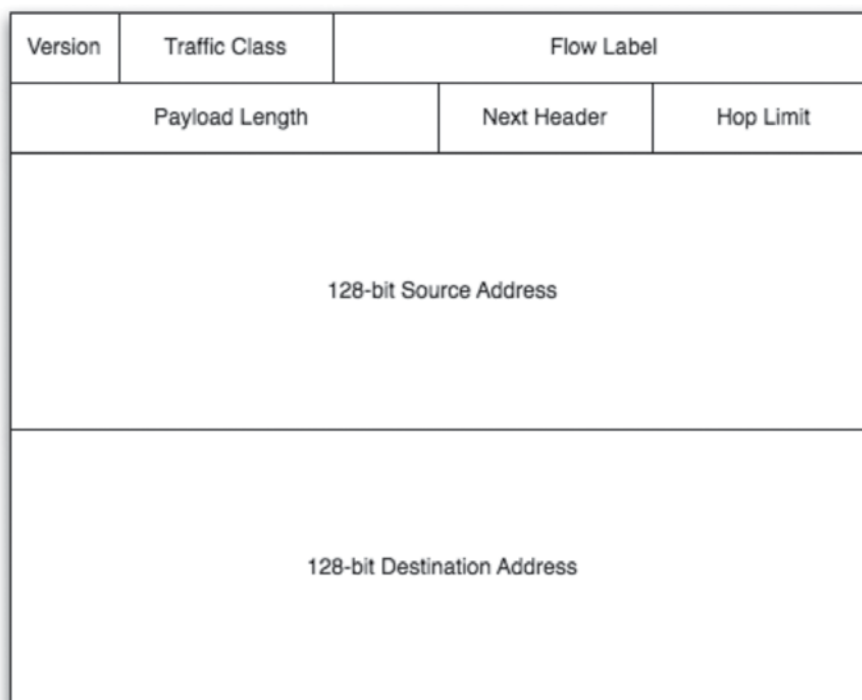 Version Traffic Class Flow Label
Payload Length Next Header Hop Limit
128-bit Source Address
128-bit Destination Address